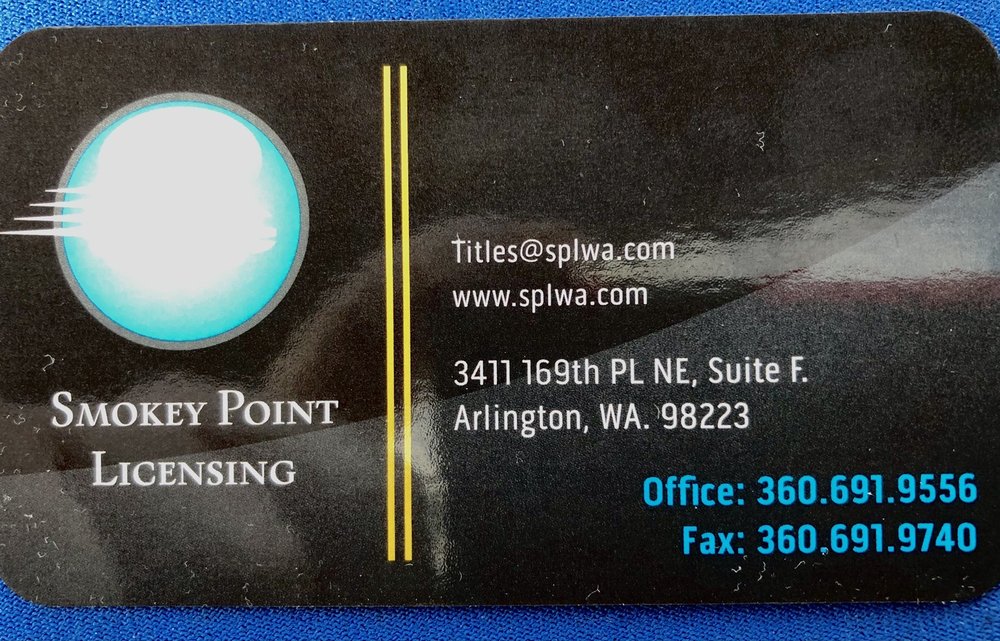 SMOKEY POINT
LICENSING
Titles@splwa.com
www.splwa.com
3411 169th PL NE, Suite F.
Arlington, WA. 98223
Office: 360.691.9556
Fax: 360.691.9740